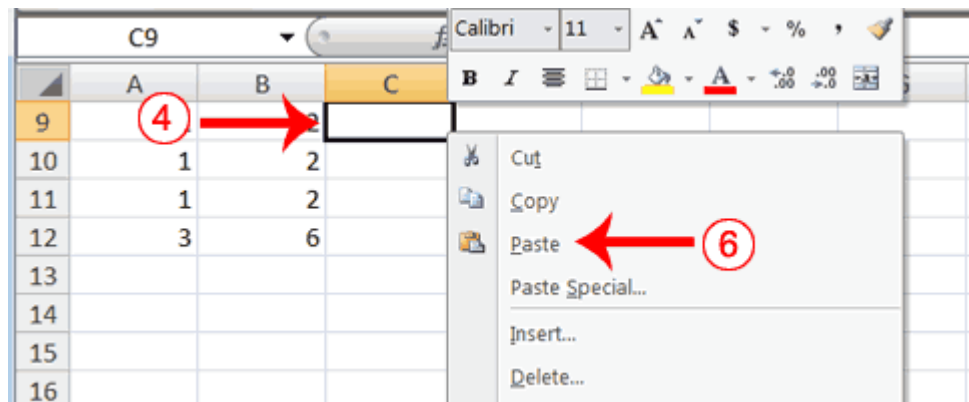 C9 Calibri 11 A A $ % ,
B I A .00 .00
A B C
9 ④ 2
10 1 2
11 1 2
12 3 6
13
14
15
16
Cut
Copy
Paste ⑥
Paste Special...
Insert...
Delete...